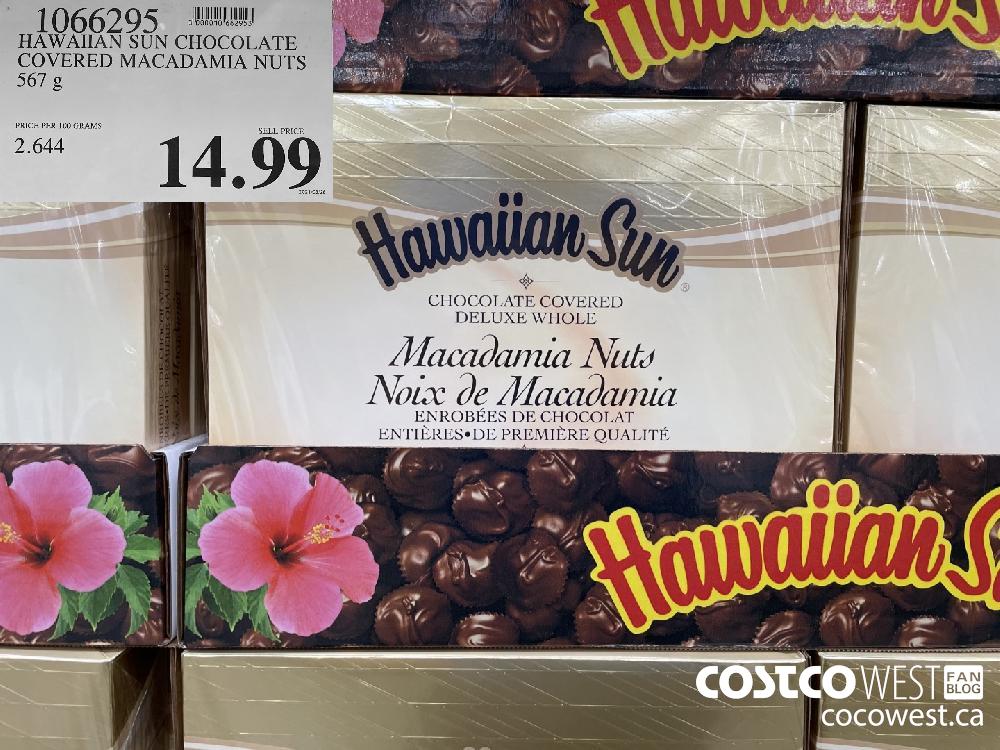 1066295
HAWAIIAN SUN CHOCOLATE
COVERED MACADAMIA NUTS
567 g
PRICE PER 100 GRAMS
2.644
SELL PRICE
14.99
Hawaiian
Hawaiian Sun®
CHOCOLATE COVERED
DELUXE WHOLE
Macadamia Nuts
Noix de Macadamia
ENROBÉES DE CHOCOLAT
ENTIÈRES•DE PREMIÈRE QUALITÉ
Hawaiian
COSTCO WEST FAN BLOG
cocowest.ca